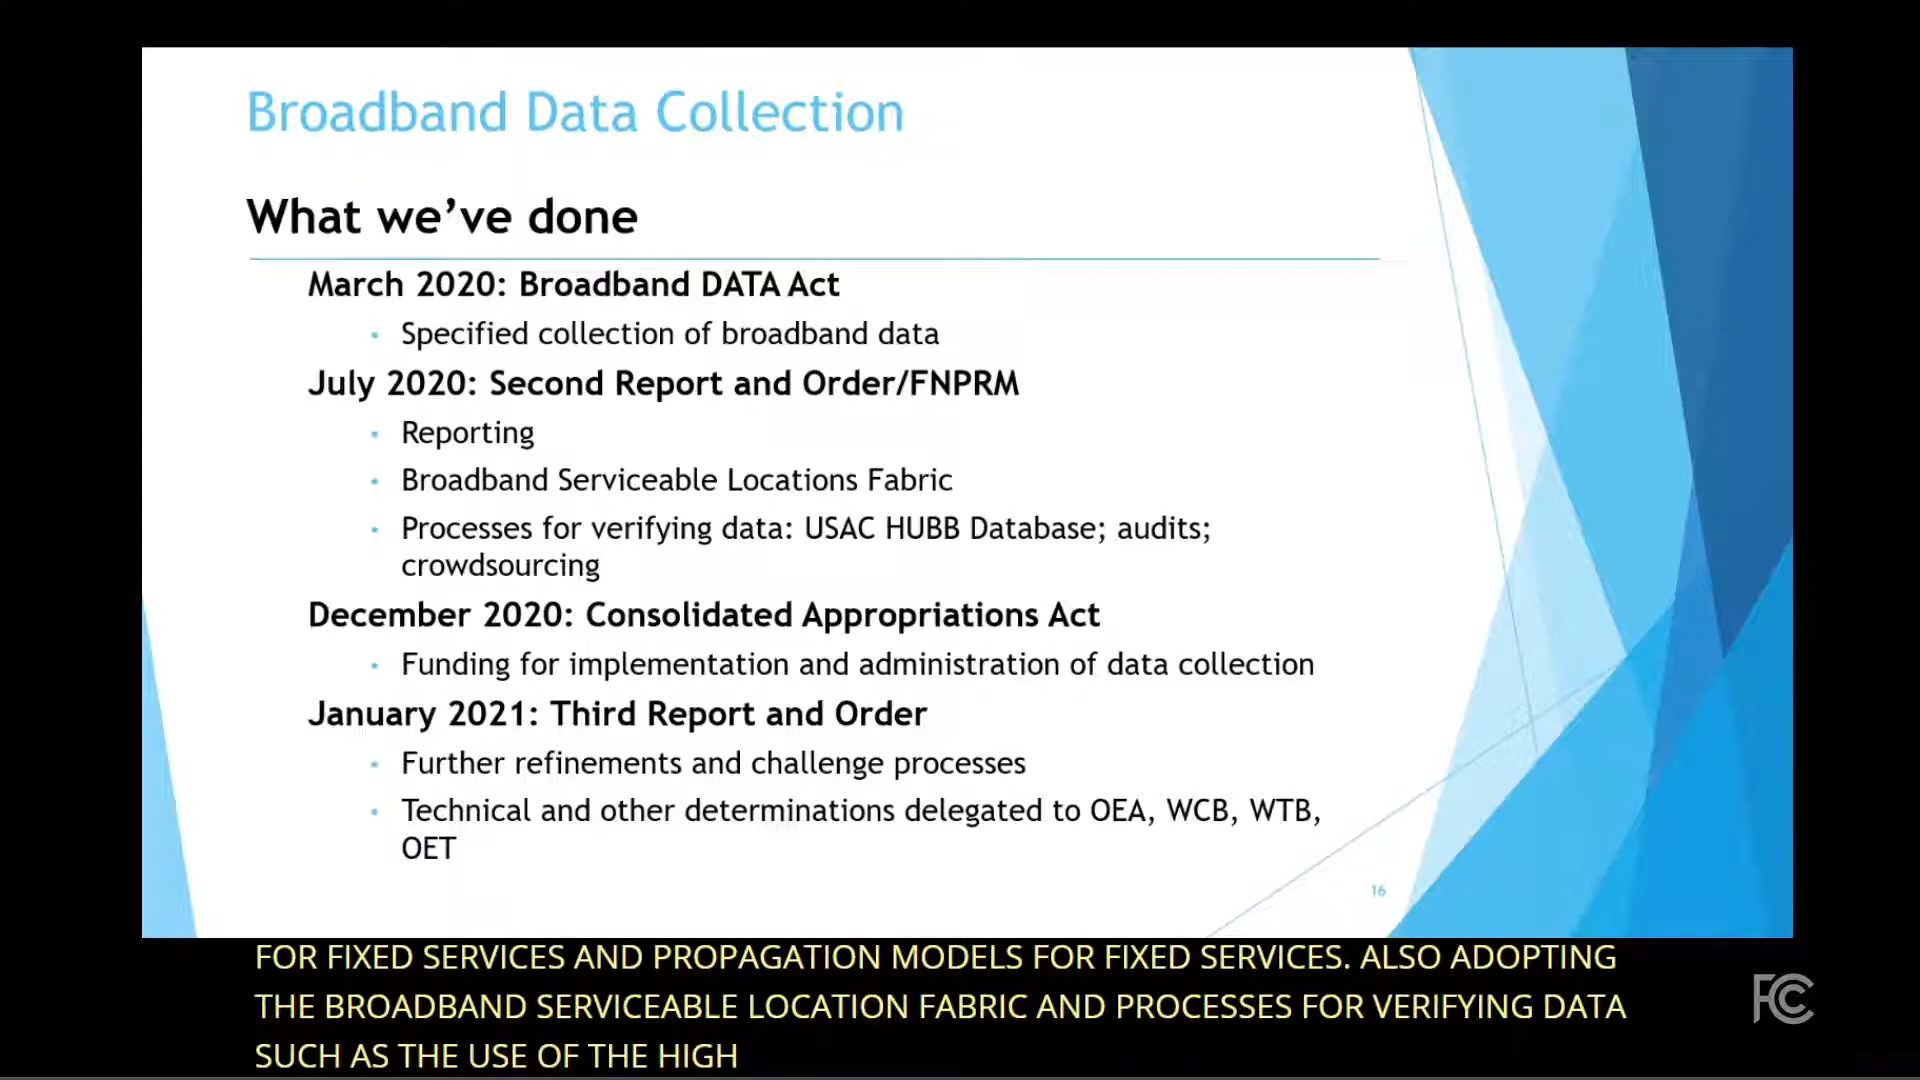 Broadband Data Collection
What we’ve done
March 2020: Broadband DATA Act
• Specified collection of broadband data
July 2020: Second Report and Order/FNPRM
• Reporting
• Broadband Serviceable Locations Fabric
• Processes for verifying data: USAC HUBB Database; audits;
crowdsourcing
December 2020: Consolidated Appropriations Act
• Funding for implementation and administration of data collection
January 2021: Third Report and Order
• Further refinements and challenge processes
• Technical and other determinations delegated to OEA, WCB, WTB,
OET
16
FOR FIXED SERVICES AND PROPAGATION MODELS FOR FIXED SERVICES. ALSO ADOPTING
THE BROADBAND SERVICEABLE LOCATION FABRIC AND PROCESSES FOR VERIFYING DATA
SUCH AS THE USE OF THE HIGH
FCC